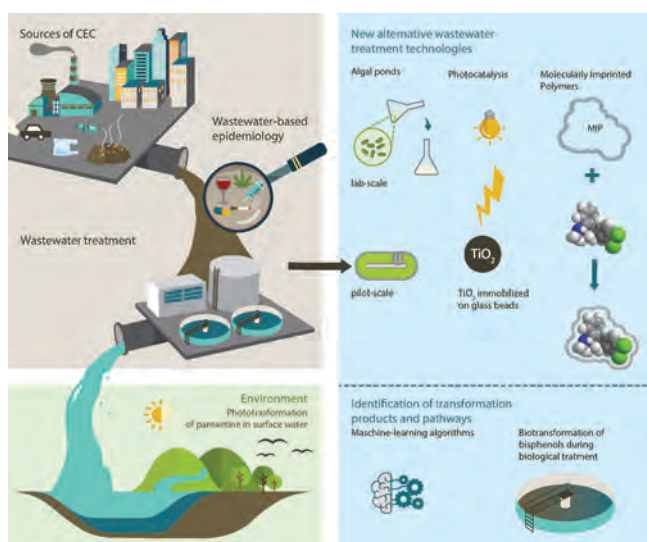 Sources of CEC
Wastewater-based
epidemiology
Wastewater treatment
Environment
Phototrasformation
of paroxetine in surface water
New alternative wastewater
treatment technologies
Algal ponds
lab-scale
pilot-scale
Photocatalysis
TiO2
TiO2 immobilized
on glass beads
Molecularly Imprinted
Polymers
MIP
+
Identification of transformation
products and pathways
Maschine-learning algorithms
Biotransformation of
bisphenols during
biological tratment